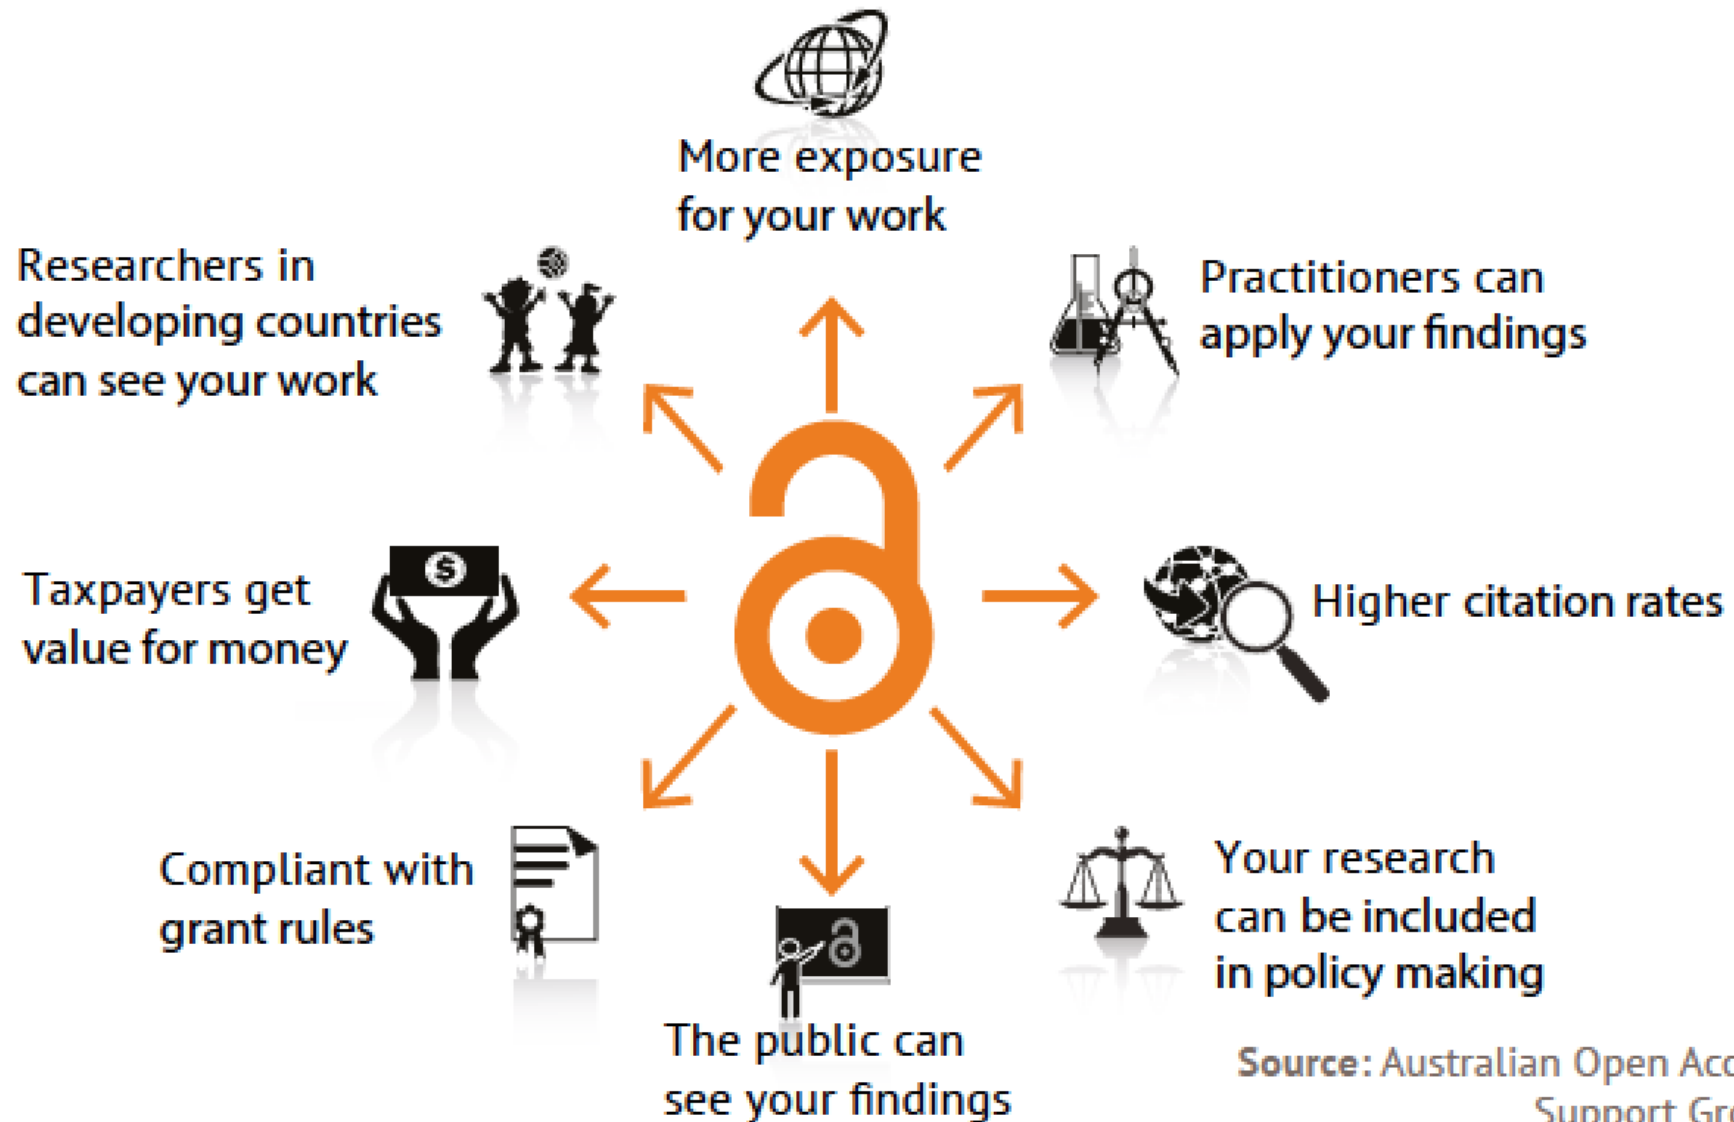 More exposure
for your work
Researchers in
developing countries
can see your work
Practitioners can
apply your findings
Taxpayers get
value for money
Higher citation rates
Compliant with
grant rules
Your research
can be included
in policy making
The public can
see your findings
Source: Australian Open
Support
$